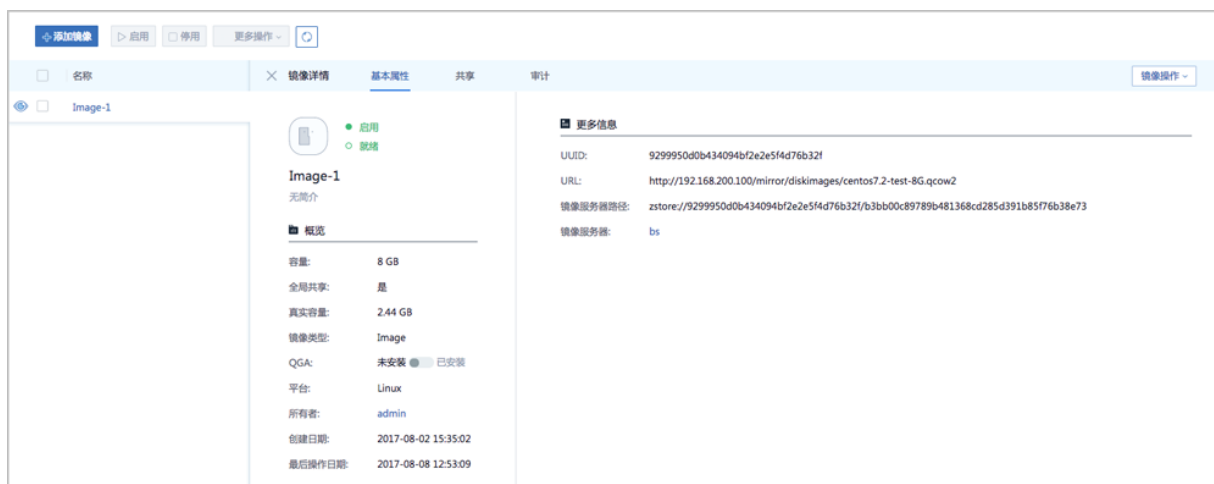 添加镜像 启用 停用 更多操作
名称 镜像详情 基本属性 共享 审计 镜像操作
Image-1
启用
就绪
Image-1
无简介
概览
容量: 8 GB
全局共享: 是
真实容量: 2.44 GB
镜像类型: Image
QGA: 未安装 已安装
平台: Linux
所有者: admin
创建日期: 2017-08-02 15:35:02
最后操作日期: 2017-08-08 12:53:09
更多信息
UUID: 9299950d0b434094bf2e2e5f4d76b32f
URL: http://192.168.200.100/mirror/diskimages/centos7.2-test-8G.qcow2
镜像服务器路径: zstore://9299950d0b434094bf2e2e5f4d76b32f/b3bb00c89789b481368cd285d391b85f76b38e73
镜像服务器: bs